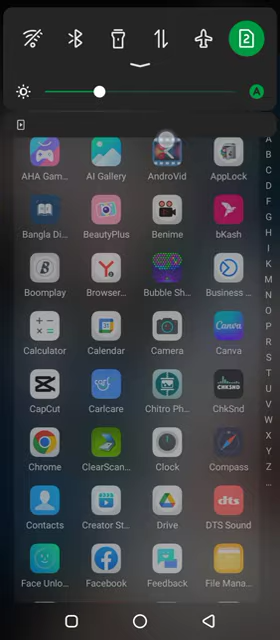 2
A
AHA Gam...
AI Gallery
AndroVid
AppLock
Bangla Di...
BeautyPlus
Benime
bKash
B
Boomplay
Y
Browser...
Bubble Sh...
Business ...
Calculator
Calendar
Camera
Canva
Canva
CapCut
Carlcare
Chitro Ph...
CHKSND
ChkSnd
Chrome
ClearScan...
Clock
Compass
Contacts
Creator St...
Drive
dts
DTS Sound
Face Unlo...
Facebook
Feedback
File Mana...
A
B
C
D
F
G
H
I
K
M
N
O
P
R
S
T
U
V
W
X
Y
Z
...